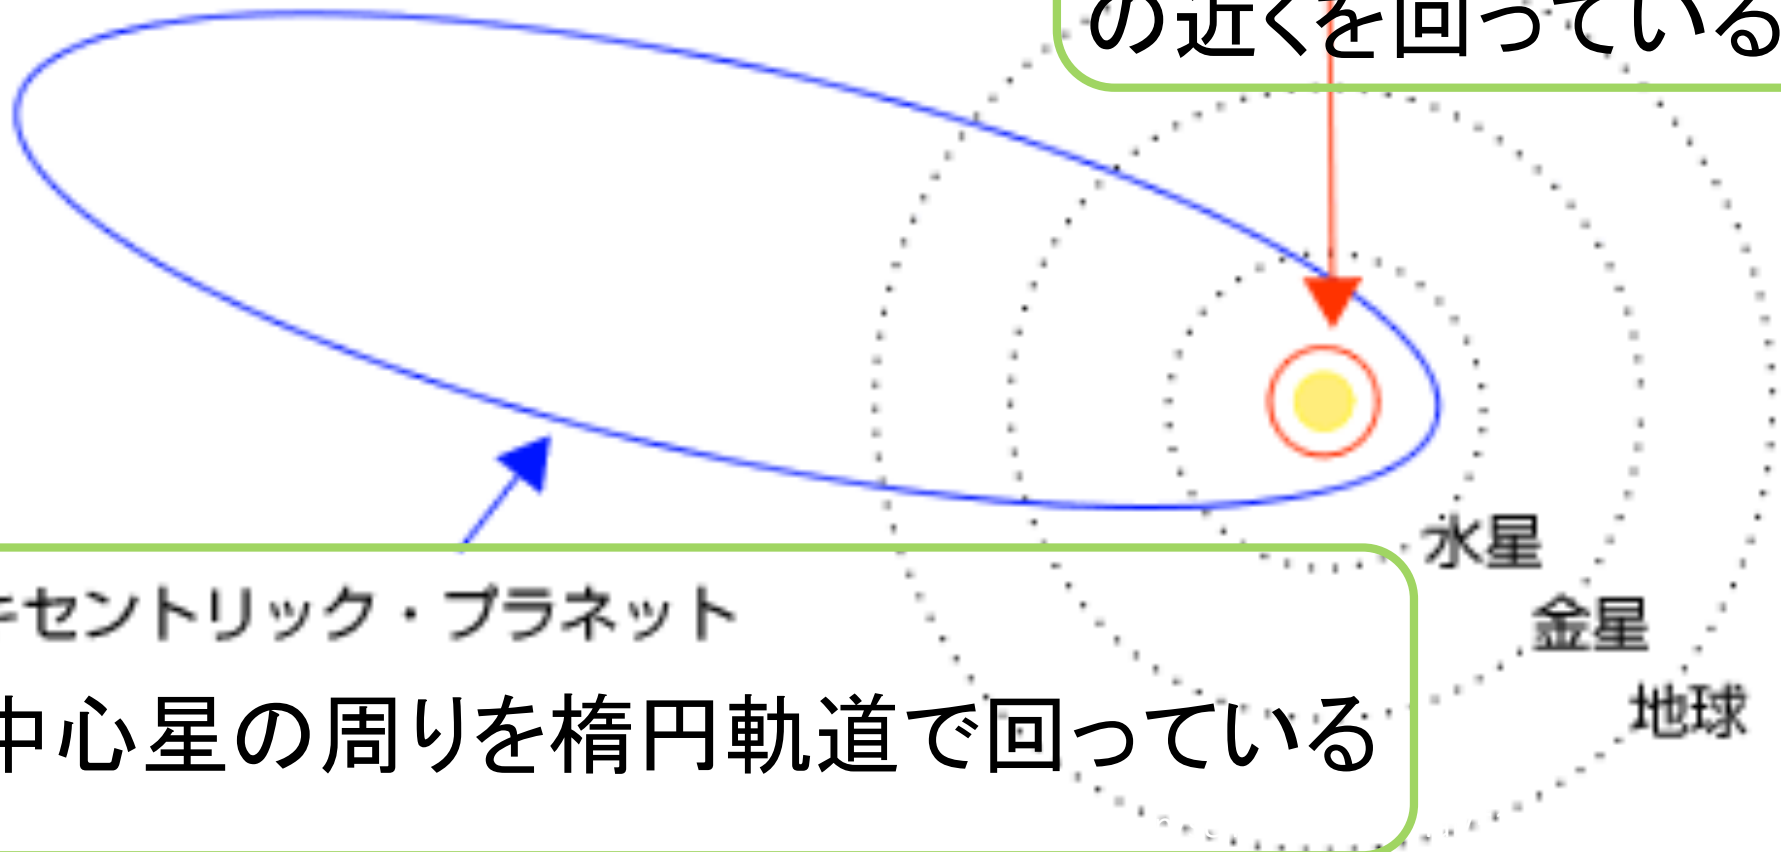 の近くを回っている
水星
金星
地球
キセントリック・プラネット
中心星の周りを楕円軌道で回っている